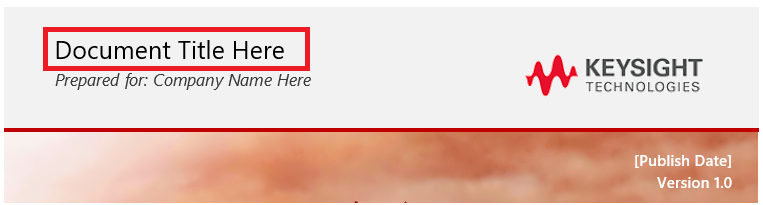 Document Title Here
Prepared for: Company Name Here
KEYSIGHT
TECHNOLOGIES
[Publish Date]
Version 1.0